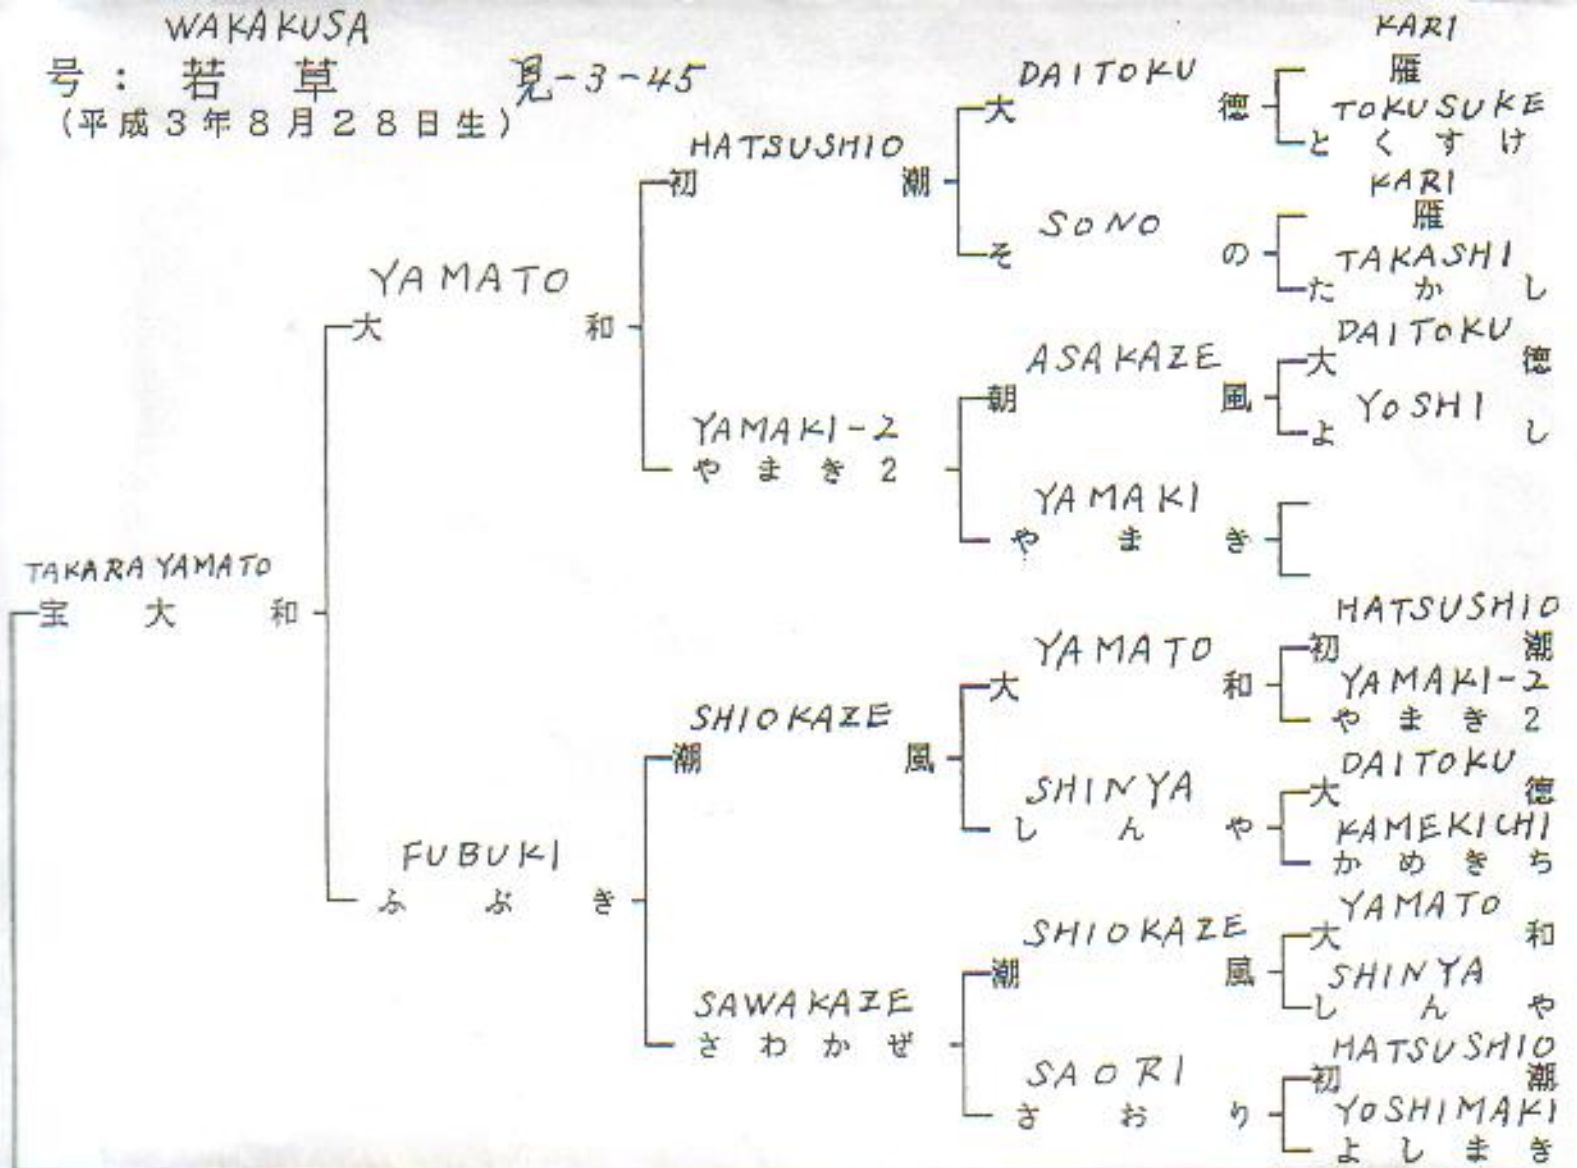 WAKAKUSA
号：若草 見-3-45
(平成3年8月28日生)
KARI
雁
DAITOKU
大徳
TOKUSUKE
とくすけ
HATSUSHIO
初潮
KARI
雁
SONO
その
TAKASHI
たかし
YAMATO
大和
DAITOKU
大徳
ASAKAZE
朝風
YOSHI
よし
YAMAKI-2
やまき2
YAMAKI
やまき
TAKARA YAMATO
宝大和
HATSUSHIO
初潮
YAMATO
大和
YAMAKI-2
やまき2
SHIOKAZE
潮風
DAITOKU
大徳
SHINYA
しんや
KAMEKICHI
かめきち
FUBUKI
ふぶき
YAMATO
大和
SHIOKAZE
潮風
SHINYA
しんや
SAWAKAZE
さわかぜ
HATSUSHIO
初潮
SAORI
さおり
YOSHIMAKI
よしまき